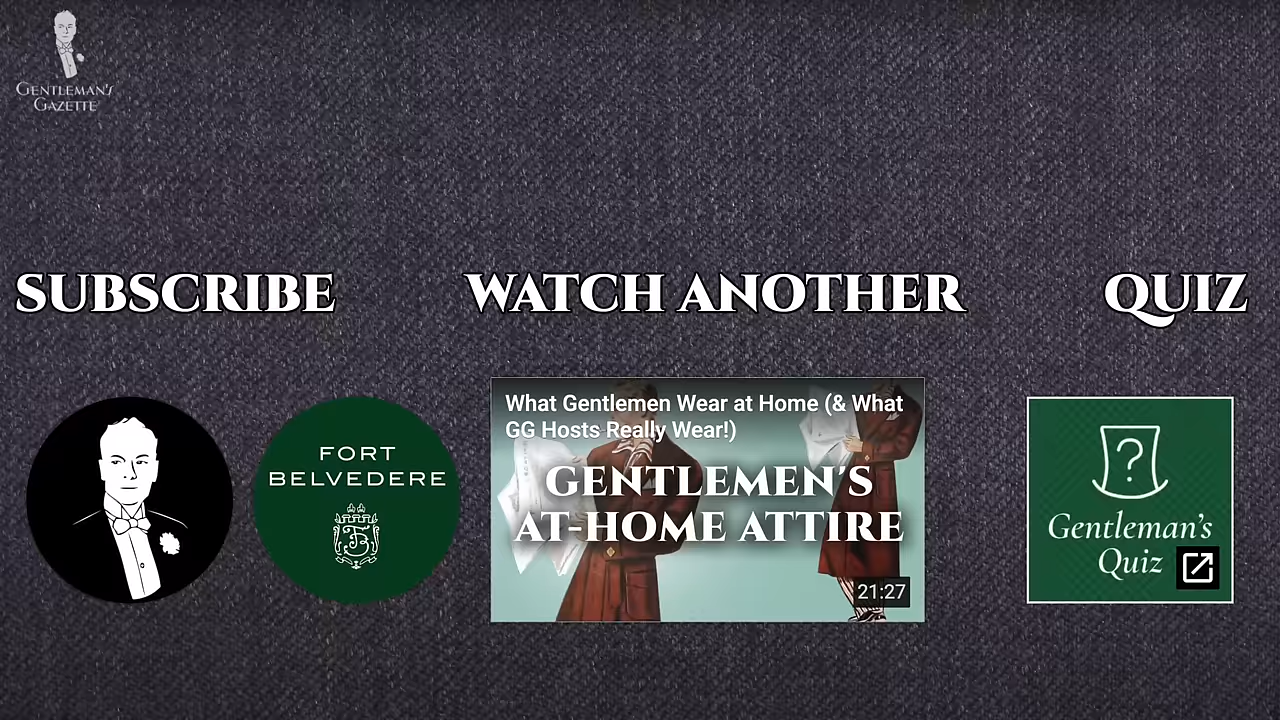 GENTLEMAN'S
GAZETTE
SUBSCRIBE
WATCH ANOTHER
QUIZ
FORT
BELVEDERE
What Gentlemen Wear at Home (& What
GG Hosts Really Wear!)
GENTLEMEN'S
AT-HOME ATTIRE
21:27
?
Gentleman's
Quiz